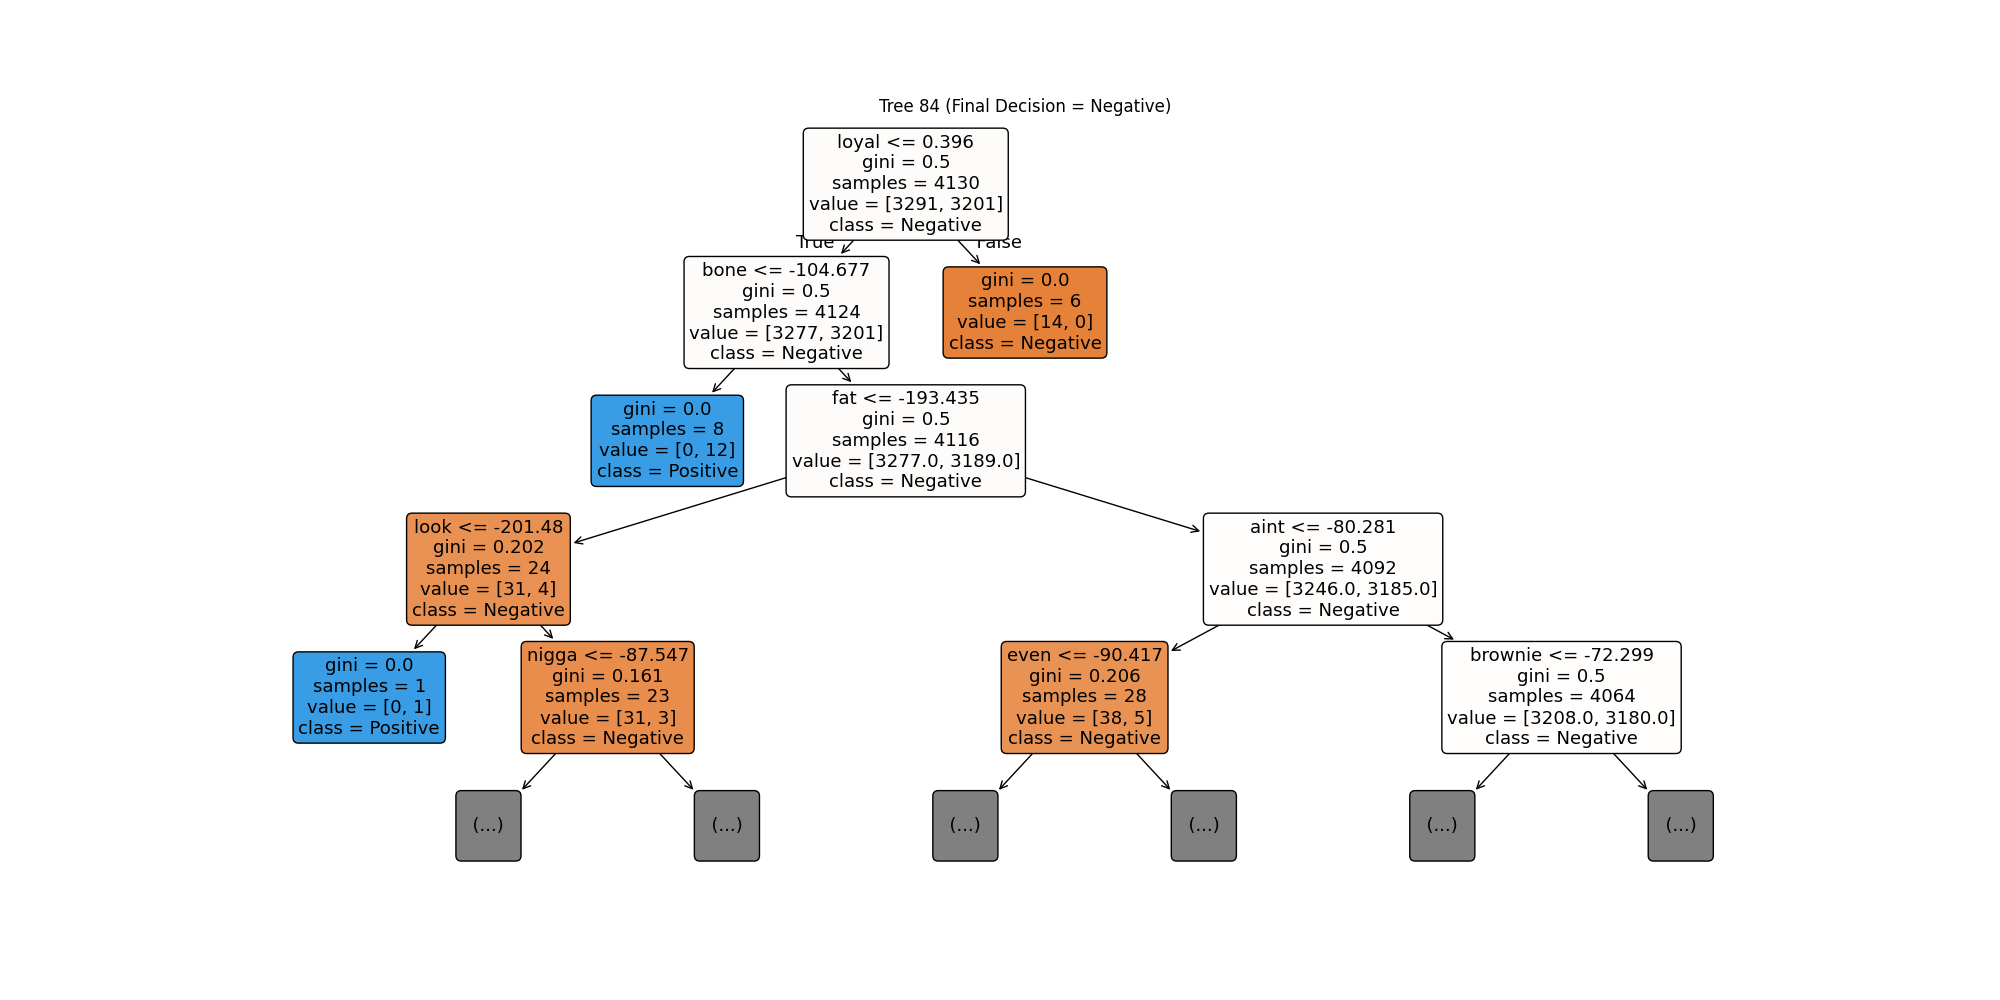 Tree 84 (Final Decision = Negative)
loyal <= 0.396
gini = 0.5
samples = 4130
value = [3291, 3201]
class = Negative
True
False
bone <= -104.677
gini = 0.5
samples = 4124
value = [3277, 3201]
class = Negative
gini = 0.0
samples = 6
value = [14, 0]
class = Negative
gini = 0.0
samples = 8
value = [0, 12]
class = Positive
fat <= -193.435
gini = 0.5
samples = 4116
value = [3277.0, 3189.0]
class = Negative
look <= -201.48
gini = 0.202
samples = 24
value = [31, 4]
class = Negative
aint <= -80.281
gini = 0.5
samples = 4092
value = [3246.0, 3185.0]
class = Negative
gini = 0.0
samples = 1
value = [0, 1]
class = Positive
nigga <= -87.547
gini = 0.161
samples = 23
value = [31, 3]
class = Negative
even <= -90.417
gini = 0.206
samples = 28
value = [38, 5]
class = Negative
brownie <= -72.299
gini = 0.5
samples = 4064
value = [3208.0, 3180.0]
class = Negative
(...)
(...)
(...)
(...)
(...)
(...)